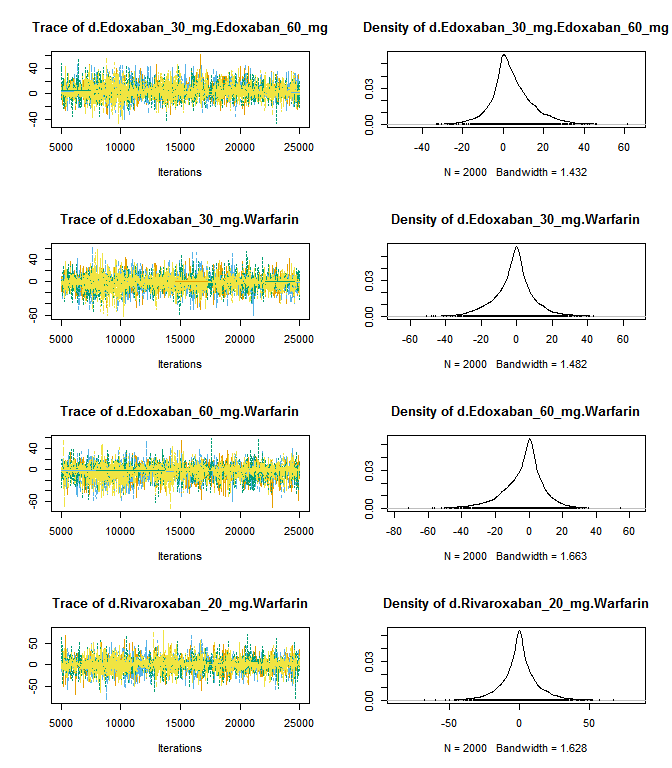 Trace of d.Edoxaban_30_mg.Edoxaban_60_mg
40
0
-40
5000 10000 15000 20000 25000
Iterations
Density of d.Edoxaban_30_mg.Edoxaban_60_mg
0.03
0.00
-40 -20 0 20 40 60
N = 2000 Bandwidth = 1.432
Trace of d.Edoxaban_30_mg.Warfarin
40
0
-60
5000 10000 15000 20000 25000
Iterations
Density of d.Edoxaban_30_mg.Warfarin
0.03
0.00
-60 -40 -20 0 20 40 60
N = 2000 Bandwidth = 1.482
Trace of d.Edoxaban_60_mg.Warfarin
40
0
-60
5000 10000 15000 20000 25000
Iterations
Density of d.Edoxaban_60_mg.Warfarin
0.03
0.00
-80 -60 -40 -20 0 20 40 60
N = 2000 Bandwidth = 1.663
Trace of d.Rivaroxaban_20_mg.Warfarin
50
0
-50
5000 10000 15000 20000 25000
Iterations
Density of d.Rivaroxaban_20_mg.Warfarin
0.03
0.00
-50 0 50
N = 2000 Bandwidth = 1.628